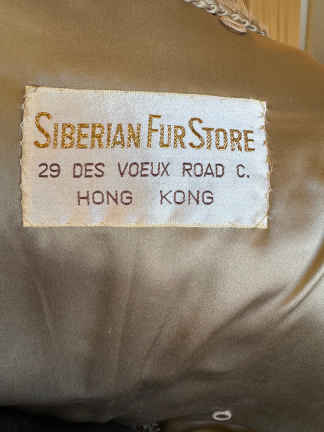 SIBERIAN FUR STORE
29 DES VOEUX ROAD C.
HONG KONG